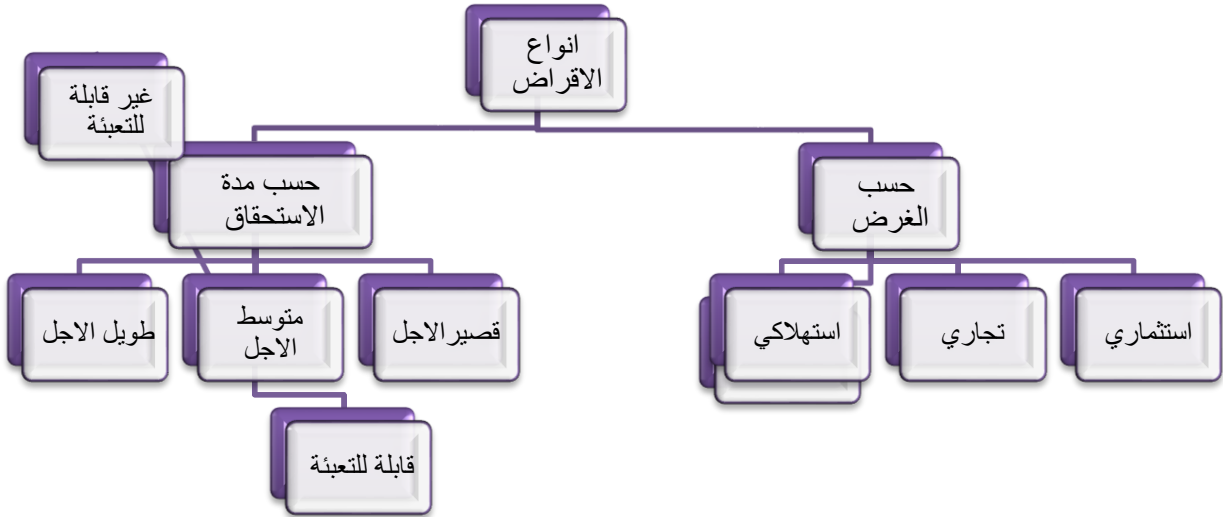 انواع
الاقراض
غير قابلة
للتعبئة
حسب
الغرض
حسب مدة
الاستحقاق
استثماري
تجاري
استهلاكي
قصيرالاجل
متوسط
الاجل
طويل الاجل
قابلة للتعبئة